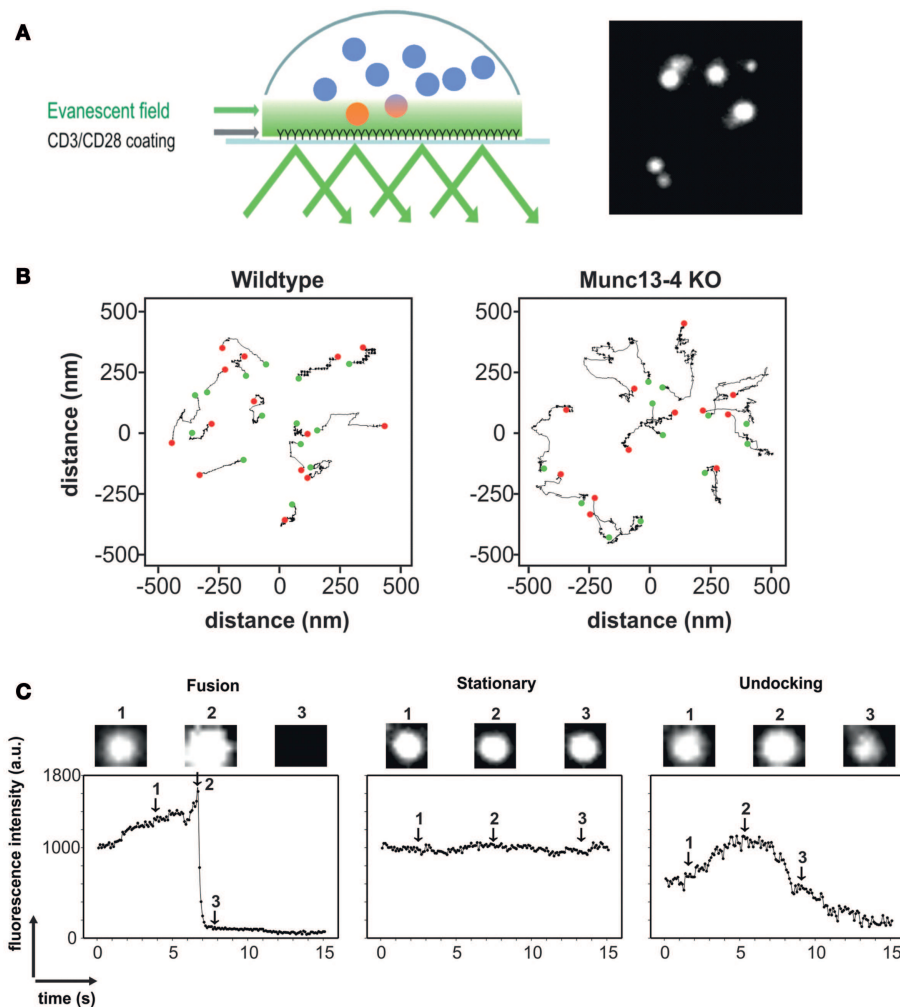 A
Evanescent field
CD3/CD28 coating
B
Wildtype
Munc13-4 KO
distance (nm)
500
250
0
-250
-500
-500 -250 0 250 500
distance (nm)
500
250
0
-250
-500
-500 -250 0 250 500
distance (nm)
C
Fusion
Stationary
Undocking
1 2 3
1 2 3
1 2 3
fluorescence intensity (a.u.)
1800
1000
0
1
2
3
0 5 10 15
1
2
3
0 5 10 15
1
2
3
0 5 10 15
time (s)